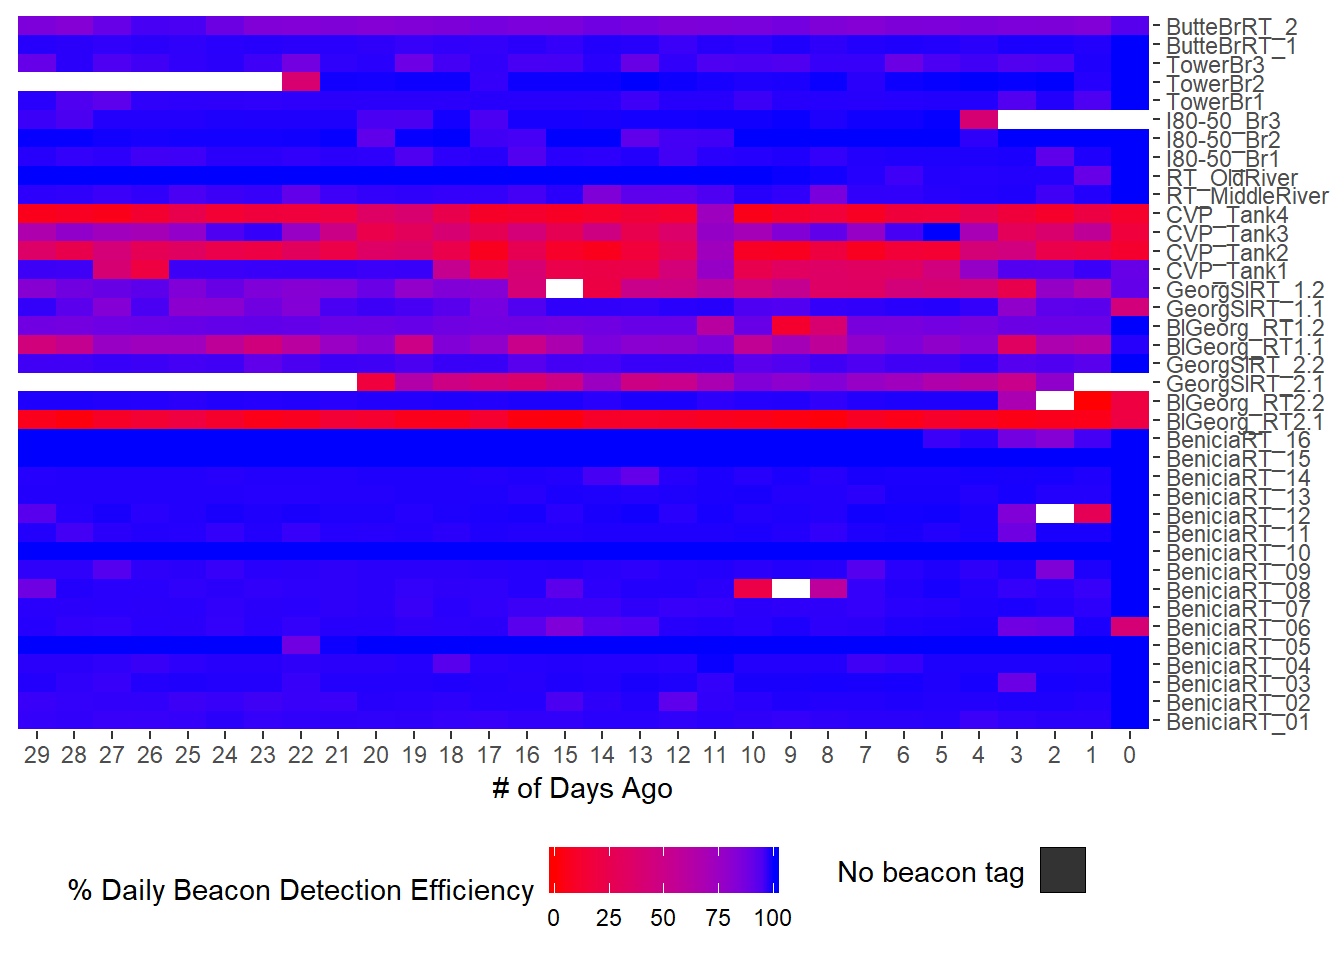 ButteBrRT_2
ButteBrRT_1
TowerBr3
TowerBr2
TowerBr1
I80-50_Br3
I80-50_Br2
I80-50_Br1
RT_OldRiver
RT_MiddleRiver
CVP_Tank4
CVP_Tank3
CVP_Tank2
CVP_Tank1
GeorgSlRT_1.2
GeorgSlRT_1.1
BlGeorg_RT1.2
BlGeorg_RT1.1
GeorgSlRT_2.2
GeorgSlRT_2.1
BlGeorg_RT2.2
BlGeorg_RT2.1
BeniciaRT_16
BeniciaRT_15
BeniciaRT_14
BeniciaRT_13
BeniciaRT_12
BeniciaRT_11
BeniciaRT_10
BeniciaRT_09
BeniciaRT_08
BeniciaRT_07
BeniciaRT_06
BeniciaRT_05
BeniciaRT_04
BeniciaRT_03
BeniciaRT_02
BeniciaRT_01
29 28 27 26 25 24 23 22 21 20 19 18 17 16 15 14 13 12 11 10 9 8 7 6 5 4 3 2 1 0
# of Days Ago
% Daily Beacon Detection Efficiency
0 25 50 75 100
No beacon tag